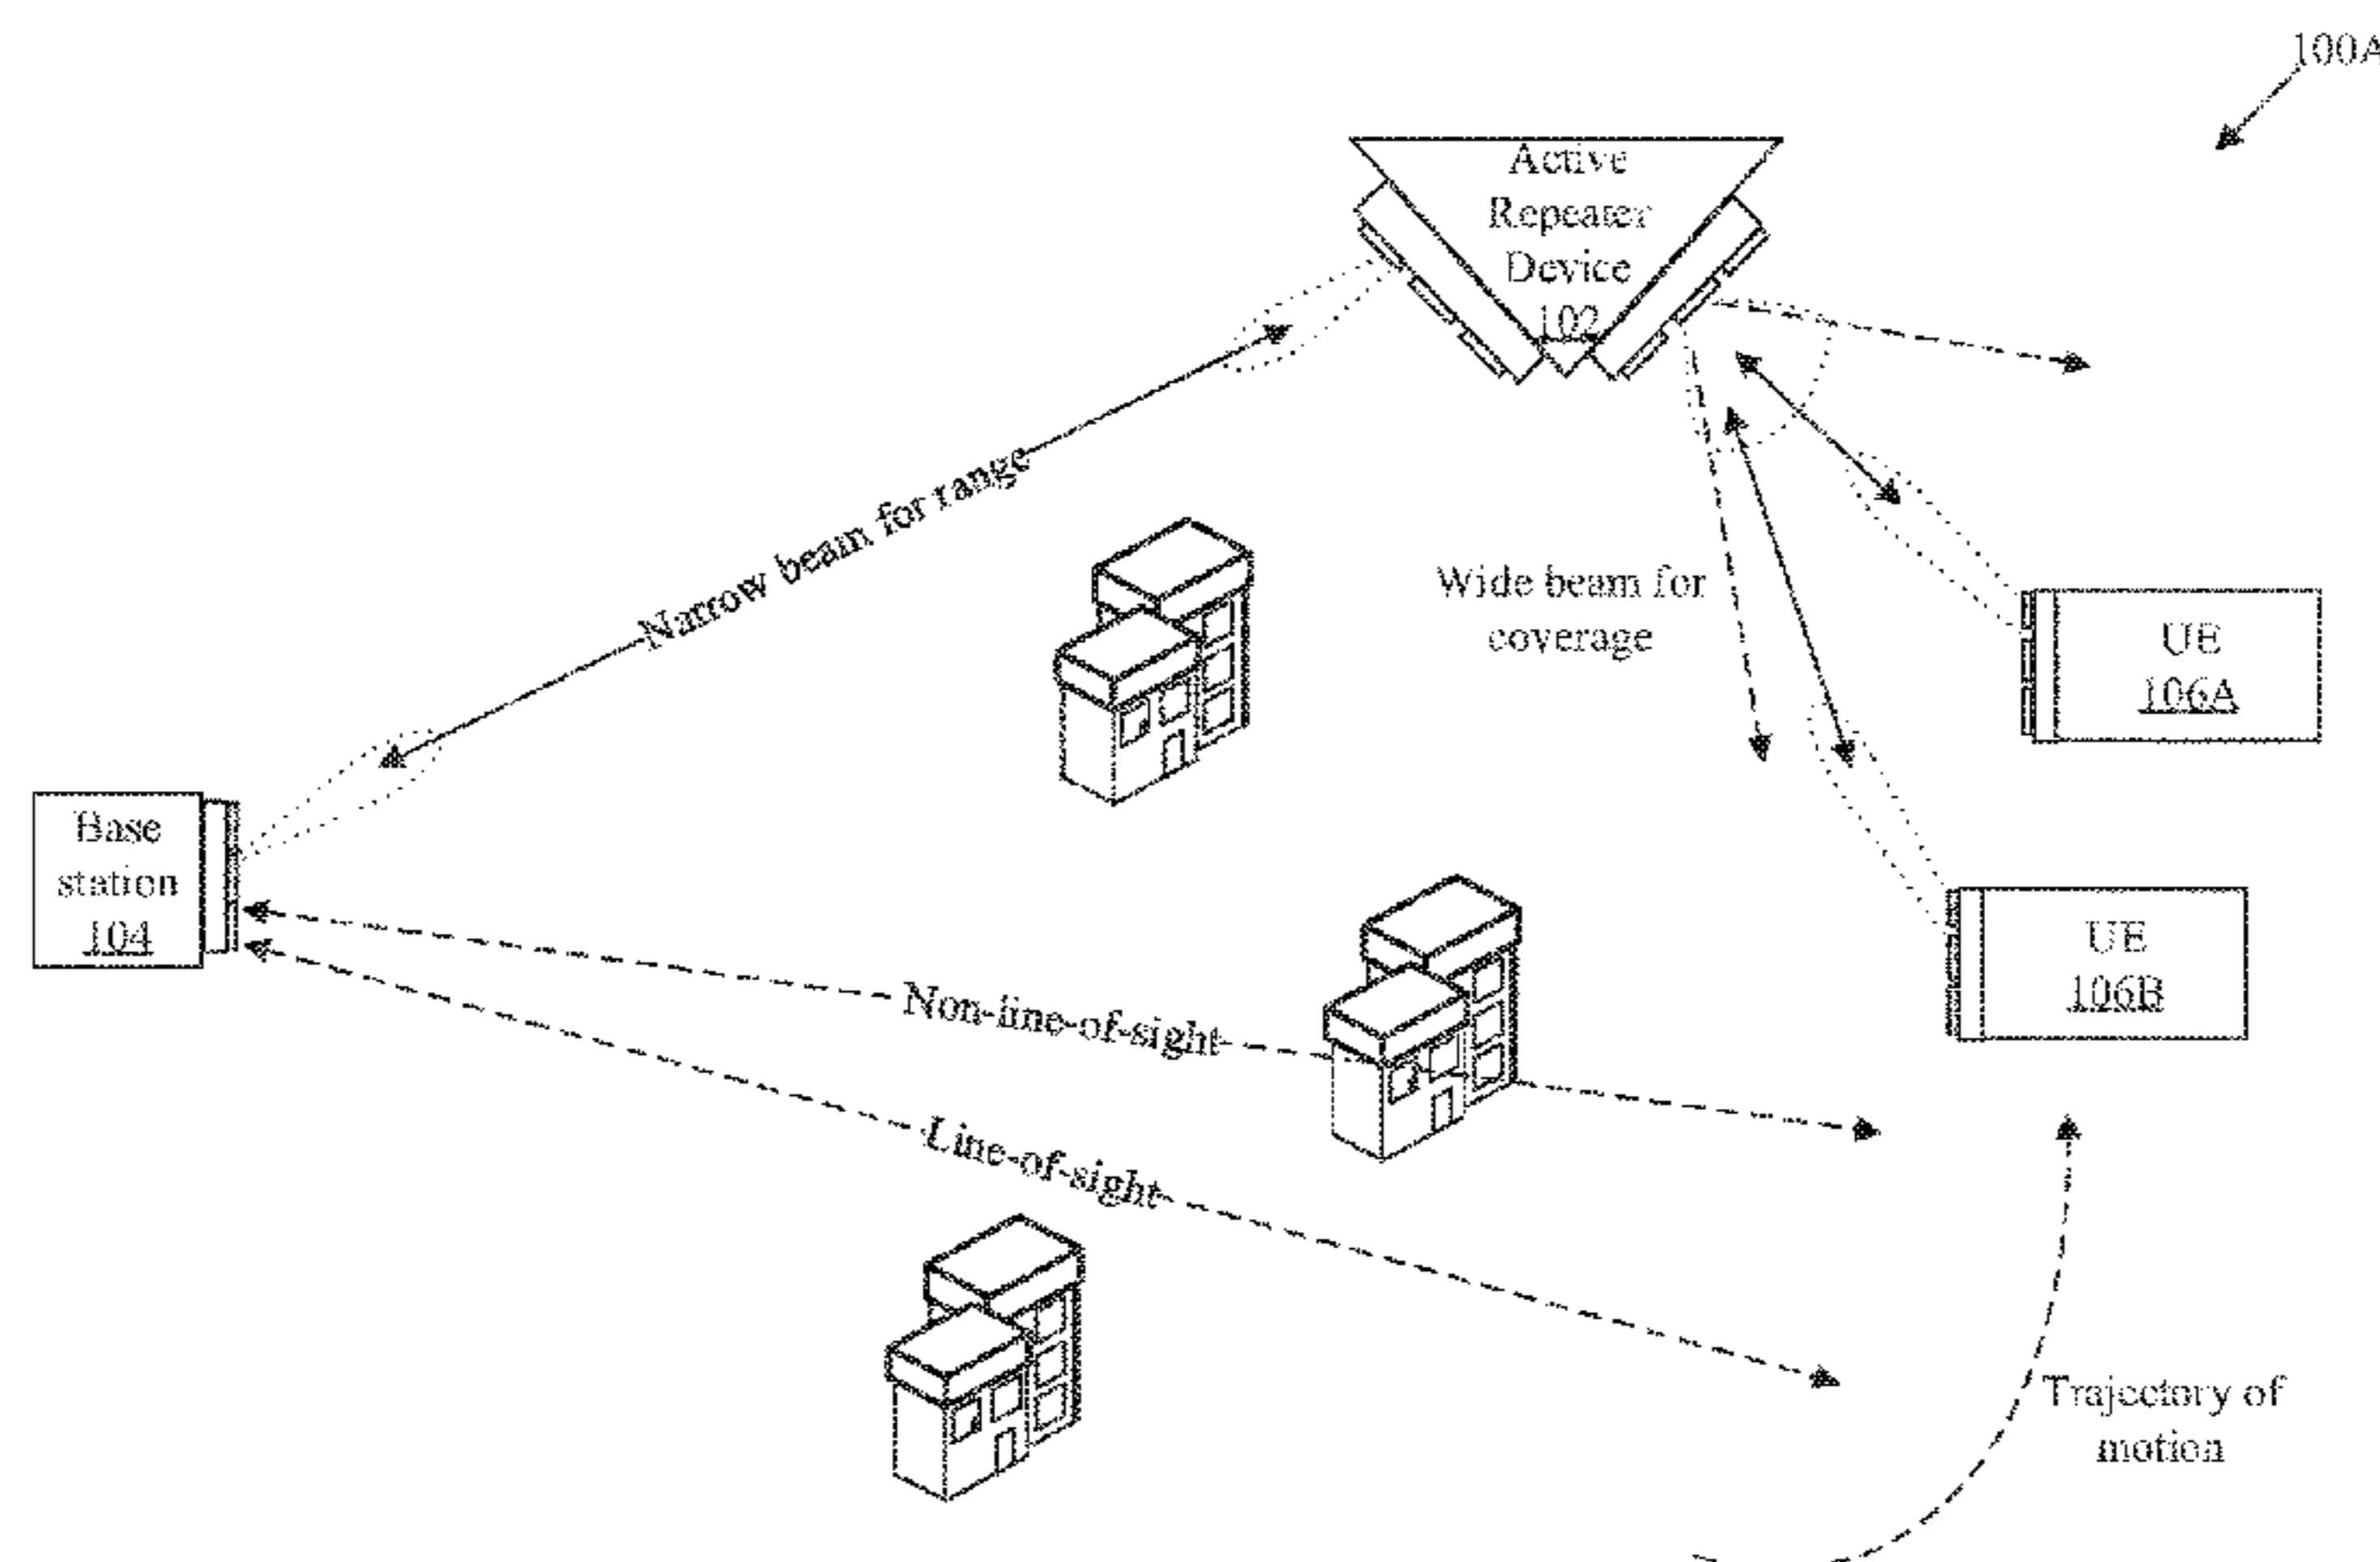 100A
Active
Repeater
Device
102
Narrow beam for range
Wide beam for
coverage
UE
106A
Base
station
104
UE
106B
Non-line-of-sight
Line-of-sight
Trajectory of
motion